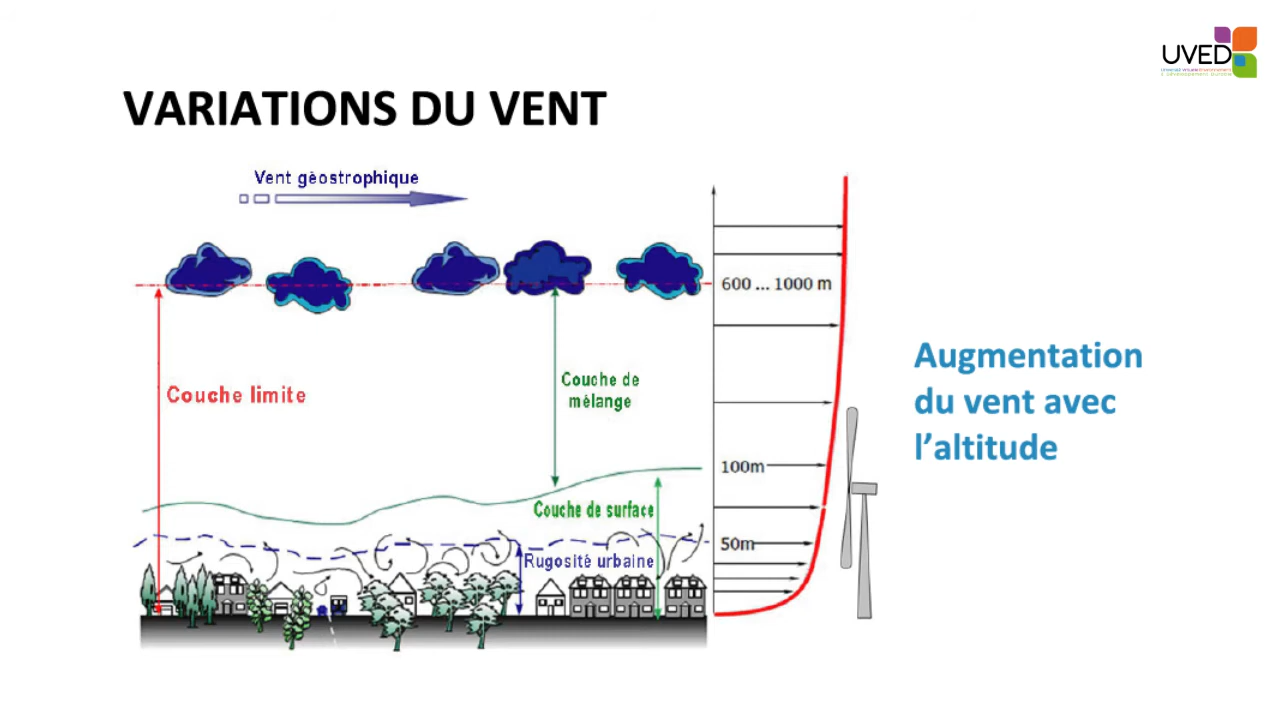 UVED
VARIATIONS DU VENT
Vent géostrophique
600 ... 1000 m
Couche limite
Couche de
mélange
Augmentation
du vent avec
l'altitude
100m
Couche de surface
50m
Rugosité urbaine